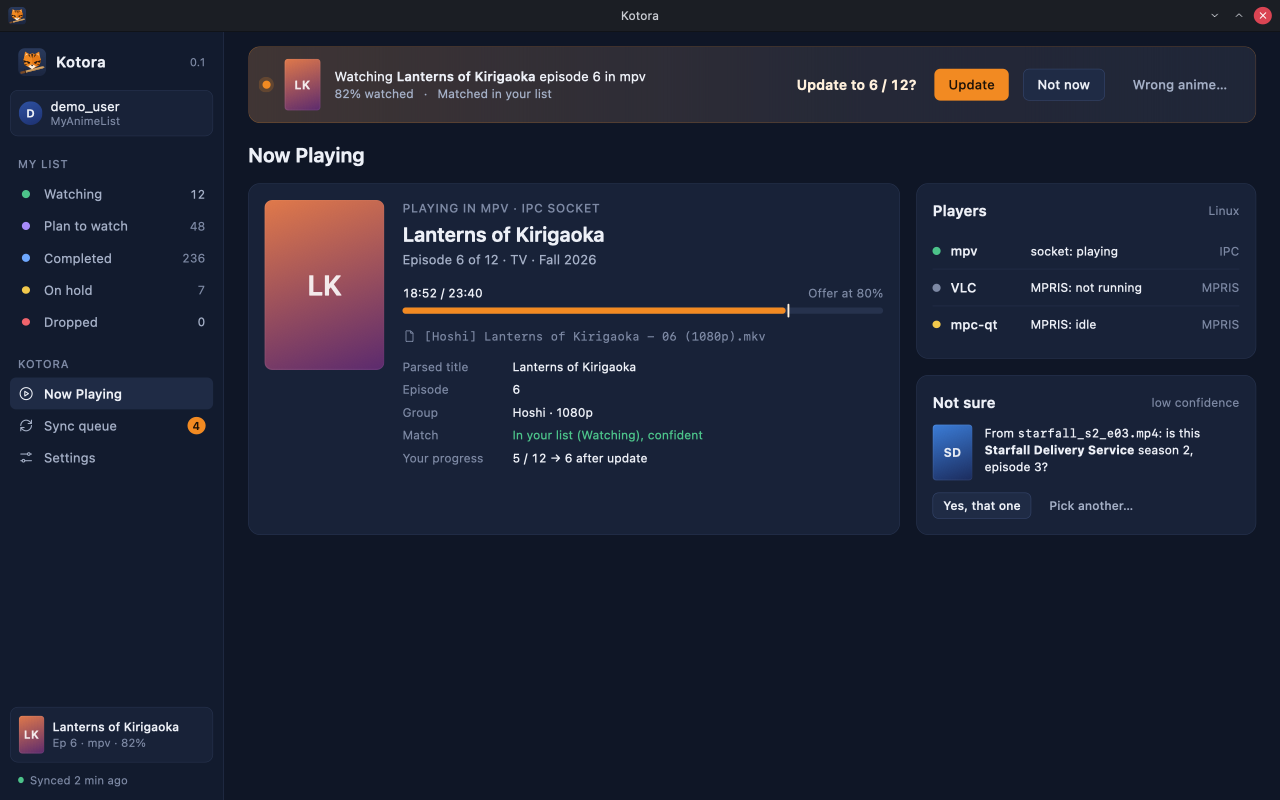 Kotora
Kotora 0.1
D
demo_user
MyAnimeList
MY LIST
Watching 12
Plan to watch 48
Completed 236
On hold 7
Dropped 0
KOTORA
Now Playing
Sync queue 4
Settings
LK
Lanterns of Kirigaoka
Ep 6 · mpv · 82%
Synced 2 min ago
LK
Watching Lanterns of Kirigaoka episode 6 in mpv
82% watched · Matched in your list
Update to 6 / 12?
Update
Not now
Wrong anime…
Now Playing
LK
PLAYING IN MPV · IPC SOCKET
Lanterns of Kirigaoka
Episode 6 of 12 · TV · Fall 2026
18:52 / 23:40 Offer at 80%
[Hoshi] Lanterns of Kirigaoka – 06 (1080p).mkv
Parsed title Lanterns of Kirigaoka
Episode 6
Group Hoshi · 1080p
Match In your list (Watching), confident
Your progress 5 / 12 → 6 after update
Players Linux
mpv socket: playing IPC
VLC MPRIS: not running MPRIS
mpc-qt MPRIS: idle MPRIS
Not sure low confidence
SD
From starfall_s2_e03.mp4: is this
Starfall Delivery Service season 2,
episode 3?
Yes, that one
Pick another…